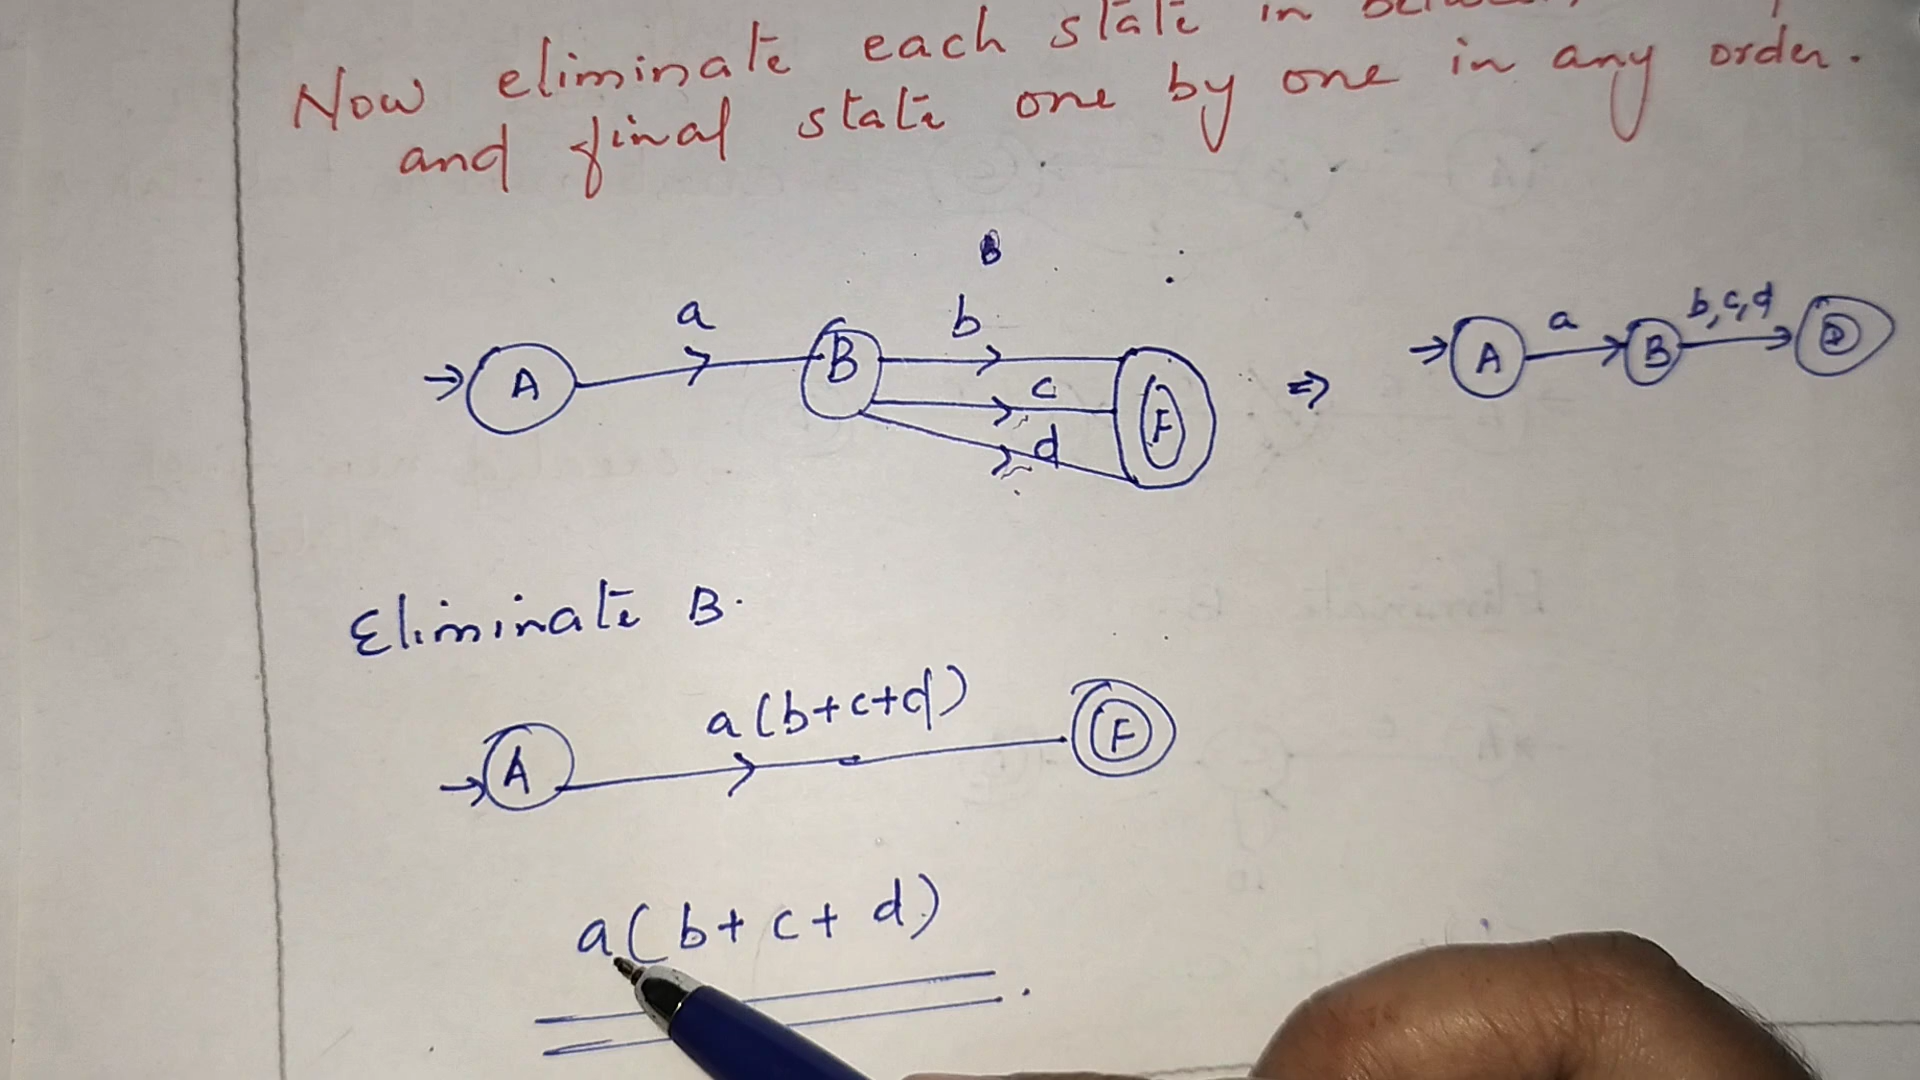 Now eliminate each state in
and final state one by one in any order.
B
a b
A B c F d
⇒ A a B b,c,d D
Eliminate B.
a(b+c+d)
A F
a(b+c+d)